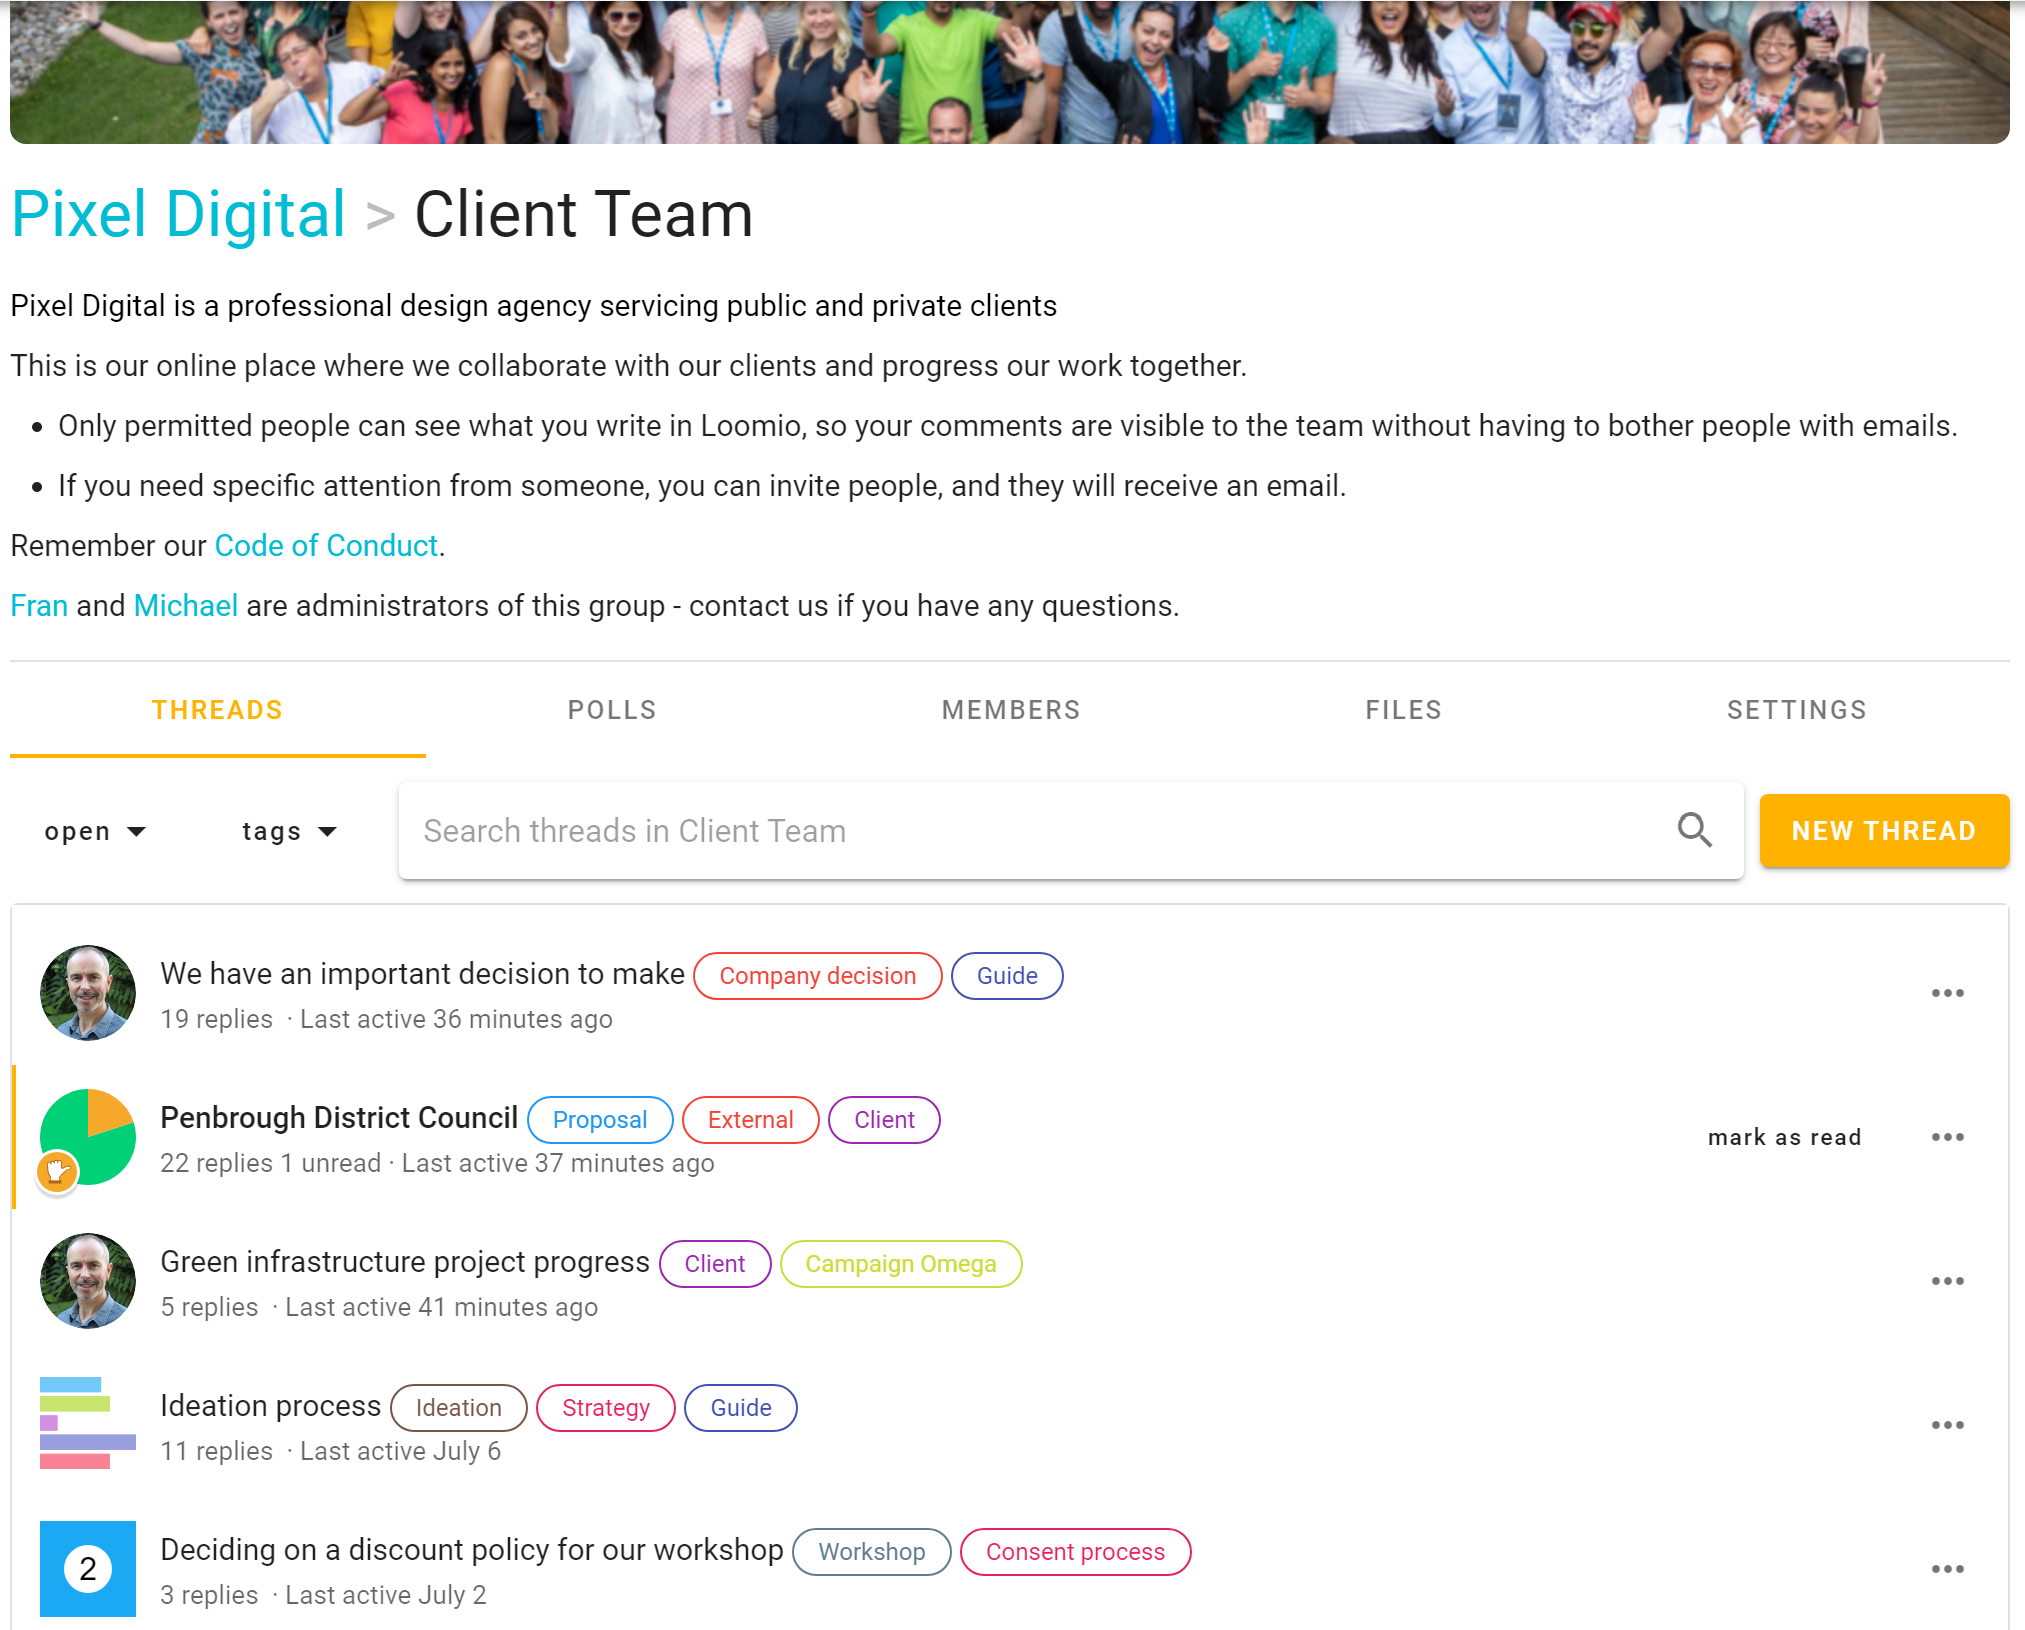 Pixel Digital > Client Team
Pixel Digital is a professional design agency servicing public and private clients
This is our online place where we collaborate with our clients and progress our work together.
• Only permitted people can see what you write in Loomio, so your comments are visible to the team without having to bother people with emails.
• If you need specific attention from someone, you can invite people, and they will receive an email.
Remember our Code of Conduct.
Fran and Michael are administrators of this group - contact us if you have any questions.
THREADS POLLS MEMBERS FILES SETTINGS
open tags Search threads in Client Team NEW THREAD
We have an important decision to make Company decision Guide
19 replies · Last active 36 minutes ago
Penbrough District Council Proposal External Client
22 replies 1 unread · Last active 37 minutes ago
mark as read
Green infrastructure project progress Client Campaign Omega
5 replies · Last active 41 minutes ago
Ideation process Ideation Strategy Guide
11 replies · Last active July 6
2
Deciding on a discount policy for our workshop Workshop Consent process
3 replies · Last active July 2